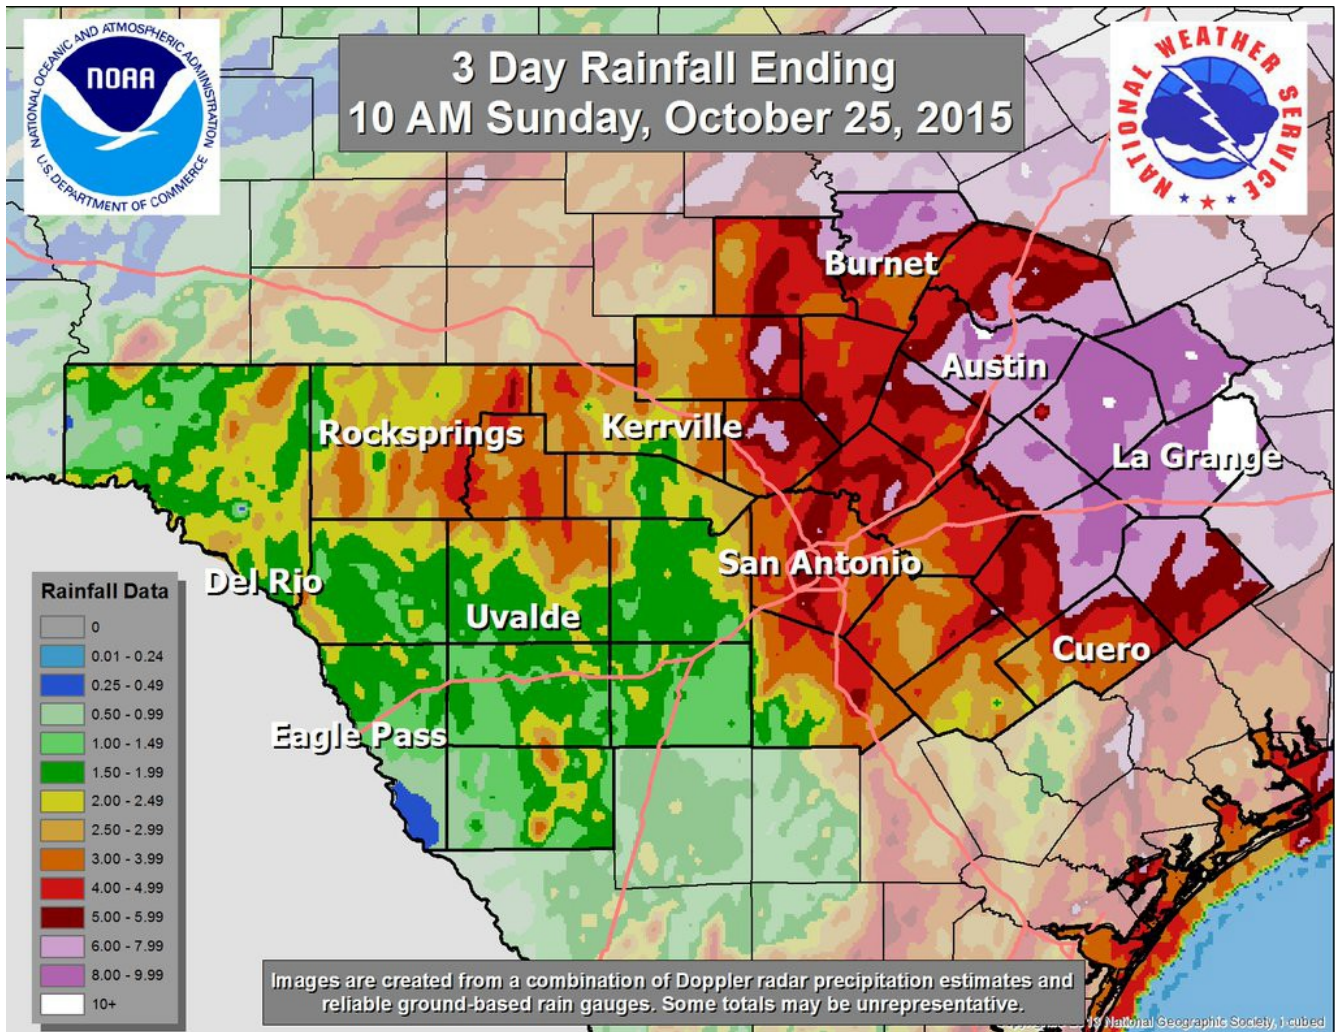 NATIONAL OCEANIC AND ATMOSPHERIC ADMINISTRATION
NOAA
U.S. DEPARTMENT OF COMMERCE
3 Day Rainfall Ending
10 AM Sunday, October 25, 2015
NATIONAL WEATHER SERVICE
Burnet
Austin
Rocksprings
Kerrville
La Grange
San Antonio
Del Rio
Uvalde
Cuero
Eagle Pass
Rainfall Data
0
0.01 - 0.24
0.25 - 0.49
0.50 - 0.99
1.00 - 1.49
1.50 - 1.99
2.00 - 2.49
2.50 - 2.99
3.00 - 3.99
4.00 - 4.99
5.00 - 5.99
6.00 - 7.99
8.00 - 9.99
10+
Images are created from a combination of Doppler radar precipitation estimates and
reliable ground-based rain gauges. Some totals may be unrepresentative.
National Geographic Society, i-cubed